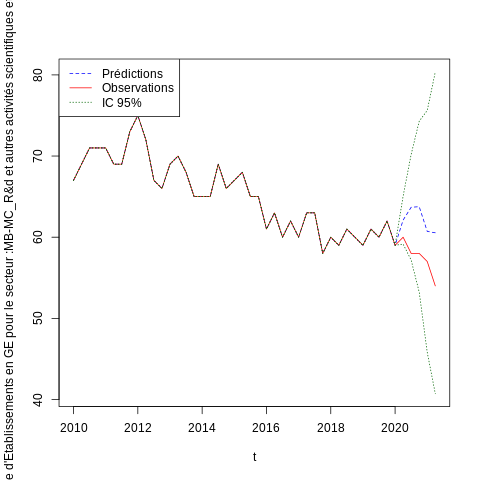 e d'Etablissements en GE pour le secteur :MB-MC_R&d et autres activités scientifiques e
Prédictions
Observations
IC 95%
80
70
60
50
40
2010 2012 2014 2016 2018 2020
t